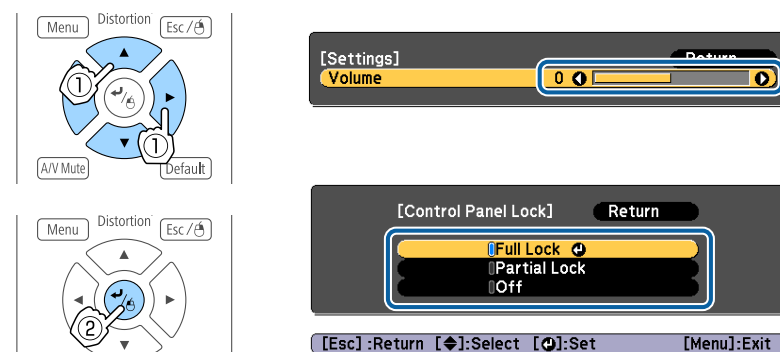 Menu Distortion Esc/
1
1
A/V Mute Default
[Settings] Return
Volume 0
Menu Distortion Esc/
2
[Control Panel Lock] Return
Full Lock
Partial Lock
Off
[Esc] :Return [◆]:Select [⏎]:Set [Menu]:Exit